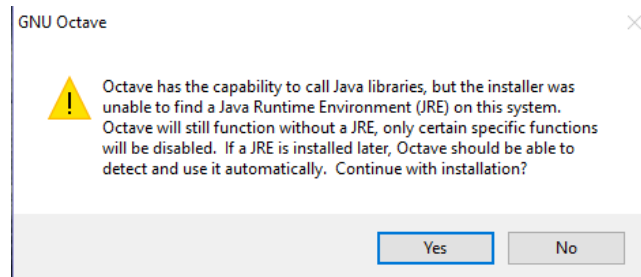 GNU Octave
Octave has the capability to call Java libraries, but the installer was
unable to find a Java Runtime Environment (JRE) on this system.
Octave will still function without a JRE, only certain specific functions
will be disabled.  If a JRE is installed later, Octave should be able to
detect and use it automatically.  Continue with installation?
Yes
No